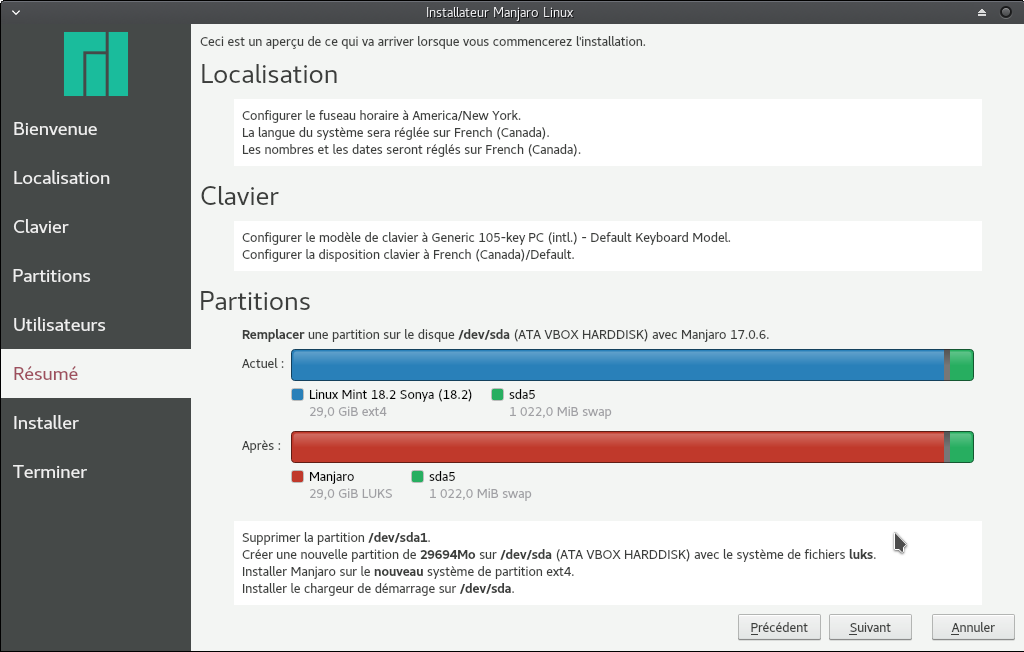 Installateur Manjaro Linux
Bienvenue
Localisation
Clavier
Partitions
Utilisateurs
Résumé
Installer
Terminer
Ceci est un aperçu de ce qui va arriver lorsque vous commencerez l'installation.
Localisation
Configurer le fuseau horaire à America/New York.
La langue du système sera réglée sur French (Canada).
Les nombres et les dates seront réglés sur French (Canada).
Clavier
Configurer le modèle de clavier à Generic 105-key PC (intl.) - Default Keyboard Model.
Configurer la disposition clavier à French (Canada)/Default.
Partitions
Remplacer une partition sur le disque /dev/sda (ATA VBOX HARDDISK) avec Manjaro 17.0.6.
Actuel :
Linux Mint 18.2 Sonya (18.2) sda5
29,0 GiB ext4 1 022,0 MiB swap
Après :
Manjaro sda5
29,0 GiB LUKS 1 022,0 MiB swap
Supprimer la partition /dev/sda1.
Créer une nouvelle partition de 29694Mo sur /dev/sda (ATA VBOX HARDDISK) avec le système de fichiers luks.
Installer Manjaro sur le nouveau système de partition ext4.
Installer le chargeur de démarrage sur /dev/sda.
Précédent Suivant Annuler